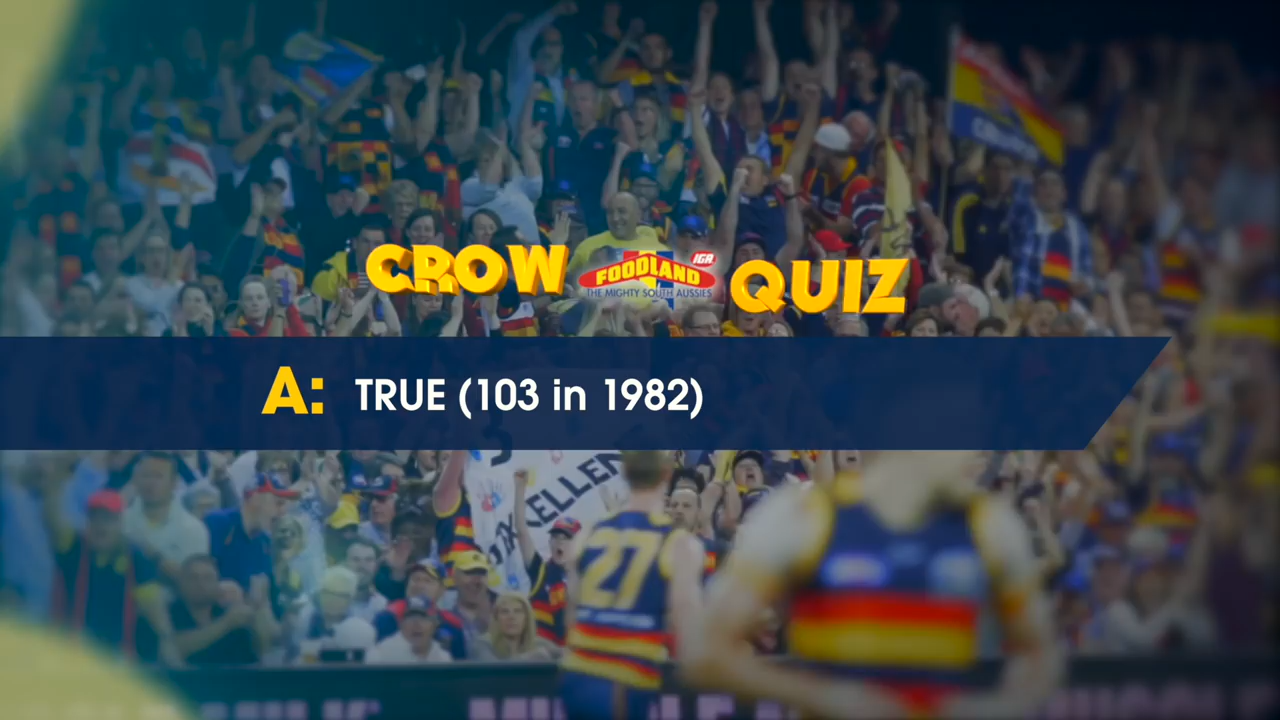 CROW FOODLAND IGA QUIZ
THE MIGHTY SOUTH AUSSIES
A: TRUE (103 in 1982)
27